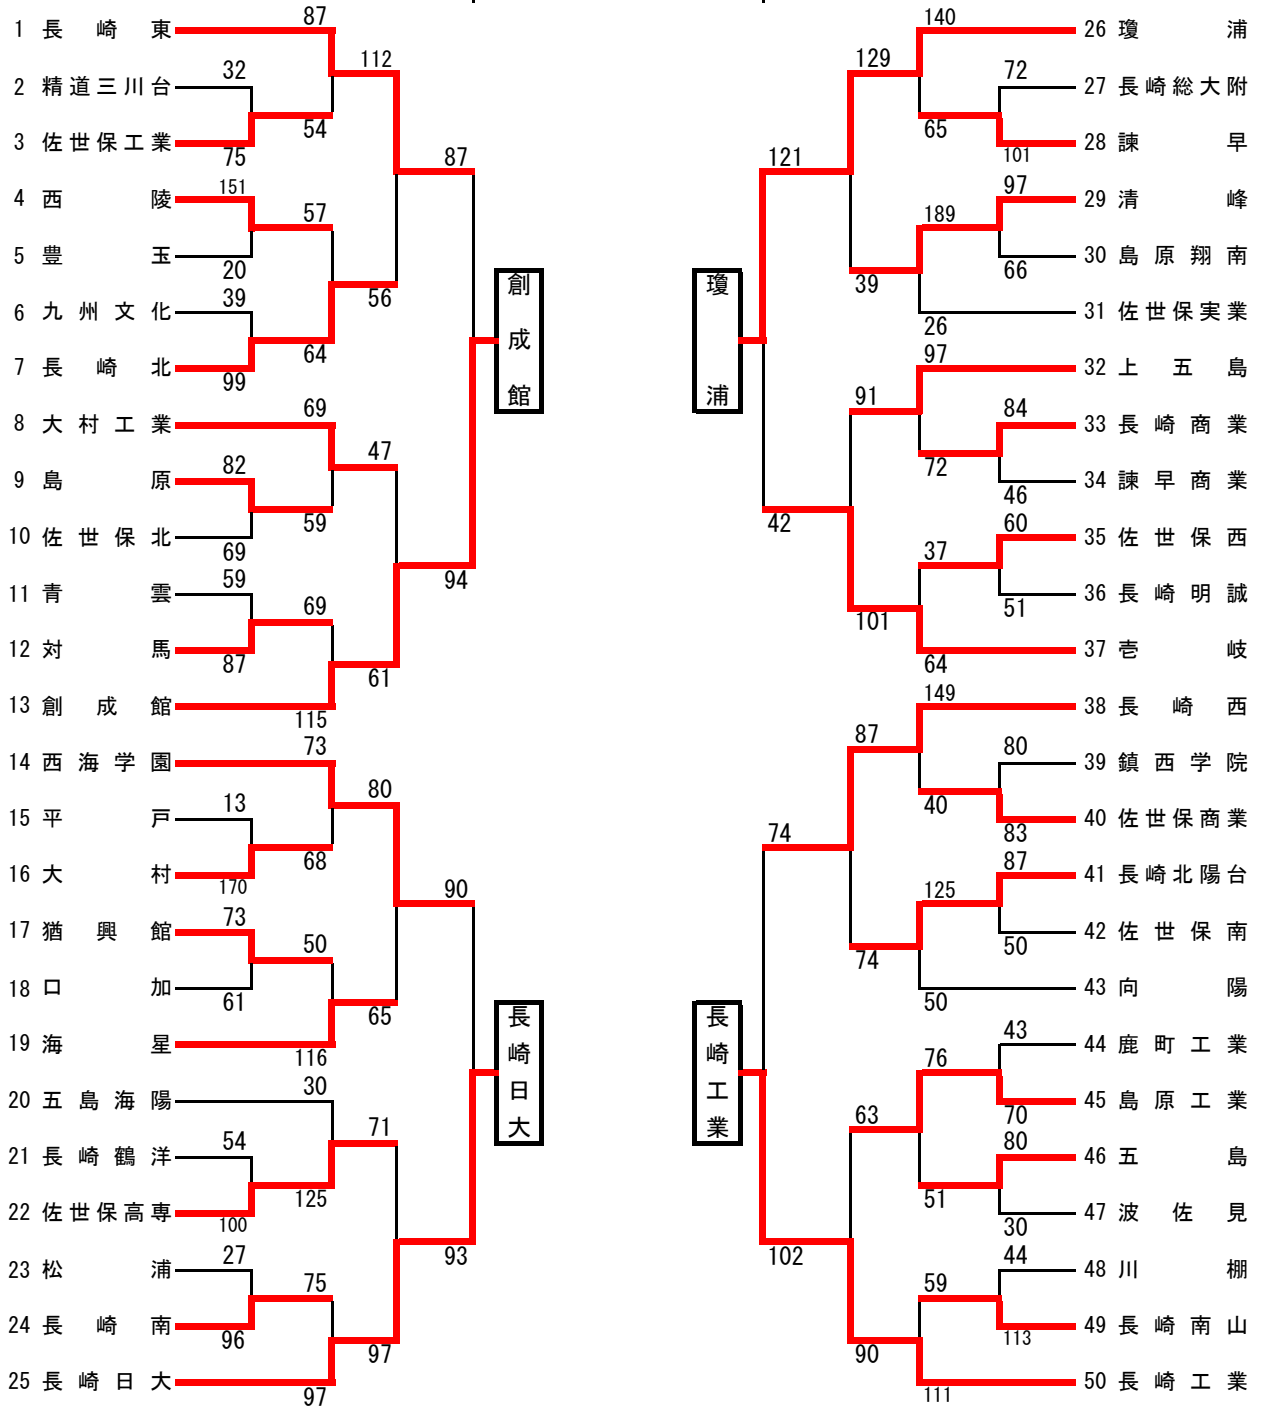 1 長崎東
2 精道三川台
3 佐世保工業
4 西陵
5 豊玉
6 九州文化
7 長崎北
8 大村工業
9 島原
10 佐世保北
11 青雲
12 対馬
13 創成館
14 西海学園
15 平戸
16 大村
17 猶興館
18 口加
19 海星
20 五島海陽
21 長崎鶴洋
22 佐世保高専
23 松浦
24 長崎南
25 長崎日大
32
75
151
20
39
99
82
69
59
87
13
170
73
61
54
100
27
96
87
54
57
64
69
59
69
115
73
68
50
116
30
125
75
97
112
56
47
61
80
65
71
97
87
94
90
93
創成館
長崎日大
瓊浦
長崎工業
121
42
74
102
129
39
91
101
87
74
63
90
140
65
189
26
97
72
37
64
149
40
125
50
76
51
59
111
72
101
97
66
84
46
60
51
80
83
87
50
43
70
80
30
44
113
26 瓊浦
27 長崎総大附
28 諫早
29 清峰
30 島原翔南
31 佐世保実業
32 上五島
33 長崎商業
34 諫早商業
35 佐世保西
36 長崎明誠
37 壱岐
38 長崎西
39 鎮西学院
40 佐世保商業
41 長崎北陽台
42 佐世保南
43 向陽
44 鹿町工業
45 島原工業
46 五島
47 波佐見
48 川棚
49 長崎南山
50 長崎工業